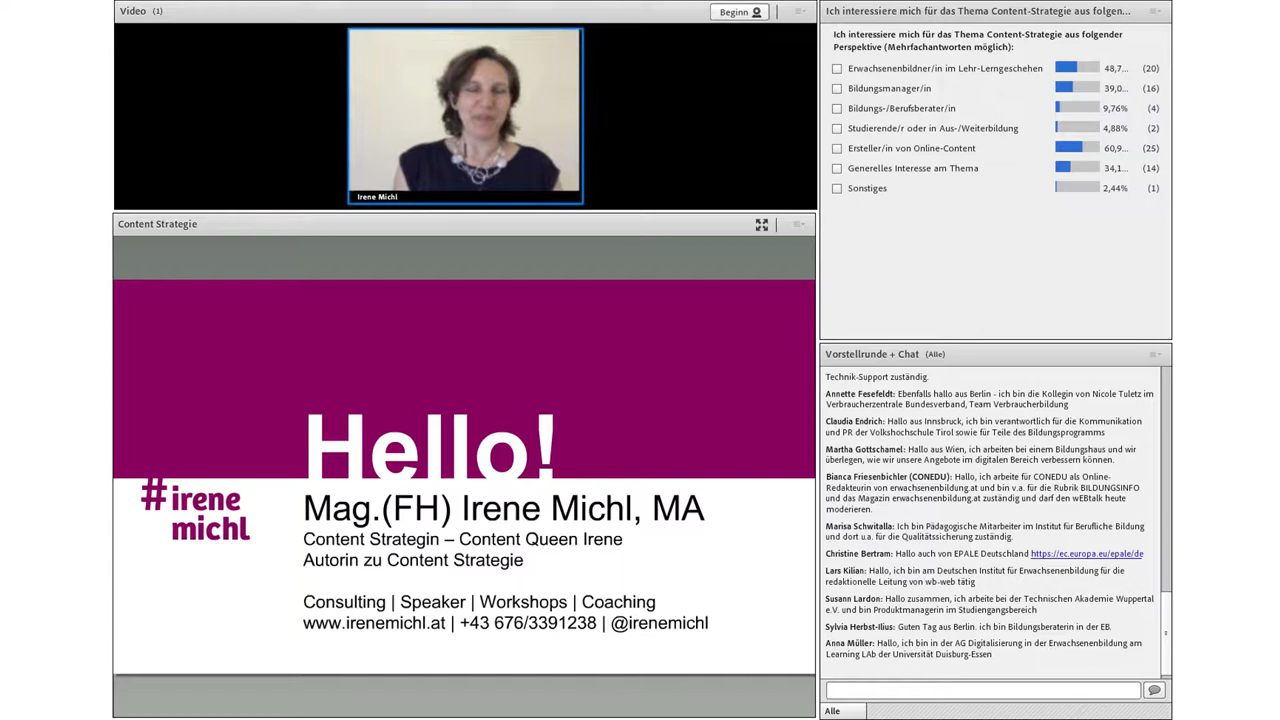 Video (1)
Beginn
Irene Michl
Content Strategie
Hello!
#irene
michl
Mag.(FH) Irene Michl, MA
Content Strategin – Content Queen Irene
Autorin zu Content Strategie
Consulting | Speaker | Workshops | Coaching
www.irenemichl.at | +43 676/3391238 | @irenemichl
Ich interessiere mich für das Thema Content-Strategie aus folgen...
Ich interessiere mich für das Thema Content-Strategie aus folgender
Perspektive (Mehrfachantworten möglich):
Erwachsenenbildner/in im Lehr-Lerngeschehen 48,7... (20)
Bildungsmanager/in 39,0... (16)
Bildungs-/Berufsberater/in 9,76% (4)
Studierende/r oder in Aus-/Weiterbildung 4,88% (2)
Ersteller/in von Online-Content 60,9... (25)
Generelles Interesse am Thema 34,1... (14)
Sonstiges 2,44% (1)
Vorstellrunde + Chat (Alle)
Technik-Support zuständig.
Annette Fesefeldt: Ebenfalls hallo aus Berlin - ich bin die Kollegin von Nicole Tuletz im
Verbraucherzentrale Bundesverband, Team Verbraucherbildung
Claudia Endrich: Hallo aus Innsbruck, ich bin verantwortlich für die Kommunikation
und PR der Volkshochschule Tirol sowie für Teile des Bildungsprogramms
Martha Gottschamel: Hallo aus Wien, ich arbeiten bei einem Bildungshaus und wir
überlegen, wie wir unsere Angebote im digitalen Bereich verbessern können.
Bianca Friesenbichler (CONEDU): Hallo, ich arbeite für CONEDU als Online-
Redakteurin von erwachsenenbildung.at und bin v.a. für die Rubrik BILDUNGSINFO
und das Magazin erwachsenenbildung.at zuständig und darf den wEBtalk heute
moderieren.
Marisa Schwitalla: Ich bin Pädagogische Mitarbeiter im Institut für Berufliche Bildung
und dort u.a. für die Qualitätssicherung zuständig.
Christine Bertram: Hallo auch von EPALE Deutschland https://ec.europa.eu/epale/de
Lars Kilian: Hallo, ich bin am Deutschen Institut für Erwachsenenbildung für die
redaktionelle Leitung von wb-web tätig
Susann Lardon: Hallo zusammen, ich arbeite bei der Technischen Akademie Wuppertal
e.V. und bin Produktmanagerin im Studiengangsbereich
Sylvia Herbst-Ilius: Guten Tag aus Berlin. ich bin Bildungsberaterin in der EB.
Anna Müller: Hallo, ich bin in der AG Digitalisierung in der Erwachsenenbildung am
Learning LAb der Universität Duisburg-Essen
Alle